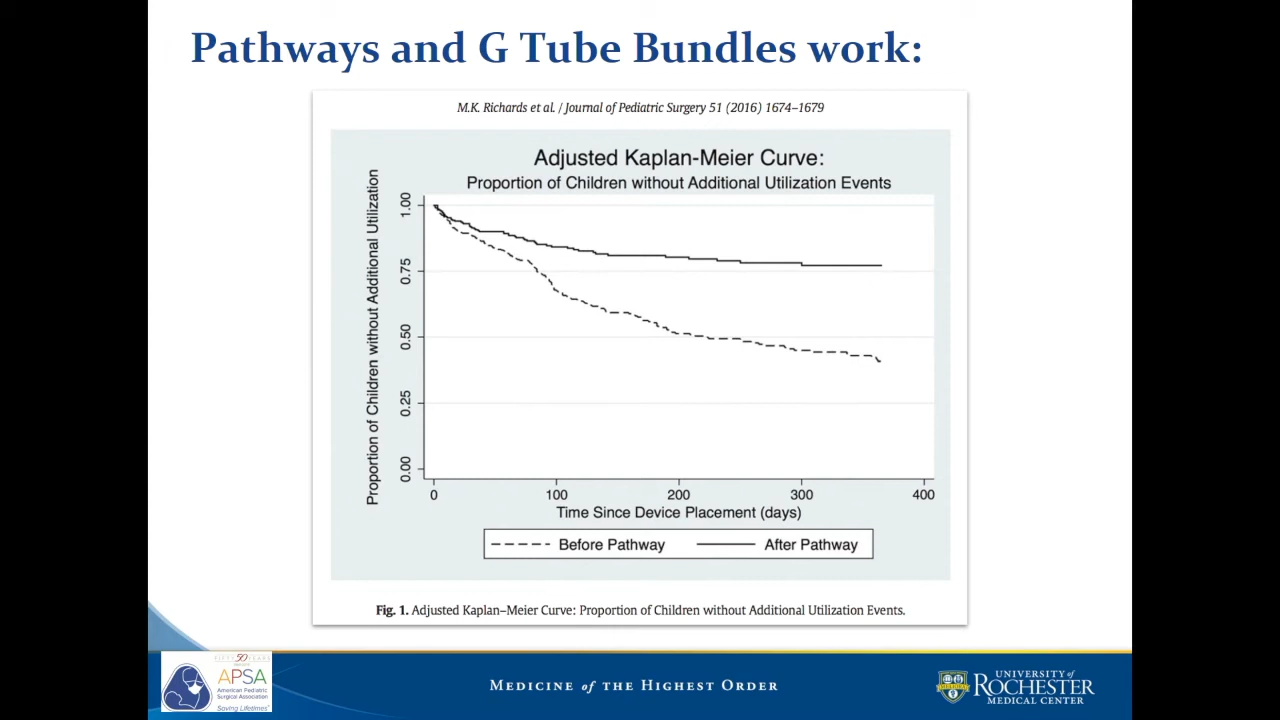 Pathways and G Tube Bundles work:
M.K. Richards et al. / Journal of Pediatric Surgery 51 (2016) 1674–1679
Adjusted Kaplan-Meier Curve:
Proportion of Children without Additional Utilization Events
Proportion of Children without Additional Utilization
1.00
0.75
0.50
0.25
0.00
0 100 200 300 400
Time Since Device Placement (days)
Before Pathway After Pathway
Fig. 1. Adjusted Kaplan–Meier Curve: Proportion of Children without Additional Utilization Events.
50 YEARS
APSA
American Pediatric
Surgical Association
Saving Lifetimes
MEDICINE of THE HIGHEST ORDER
UNIVERSITY of
ROCHESTER
MEDICAL CENTER